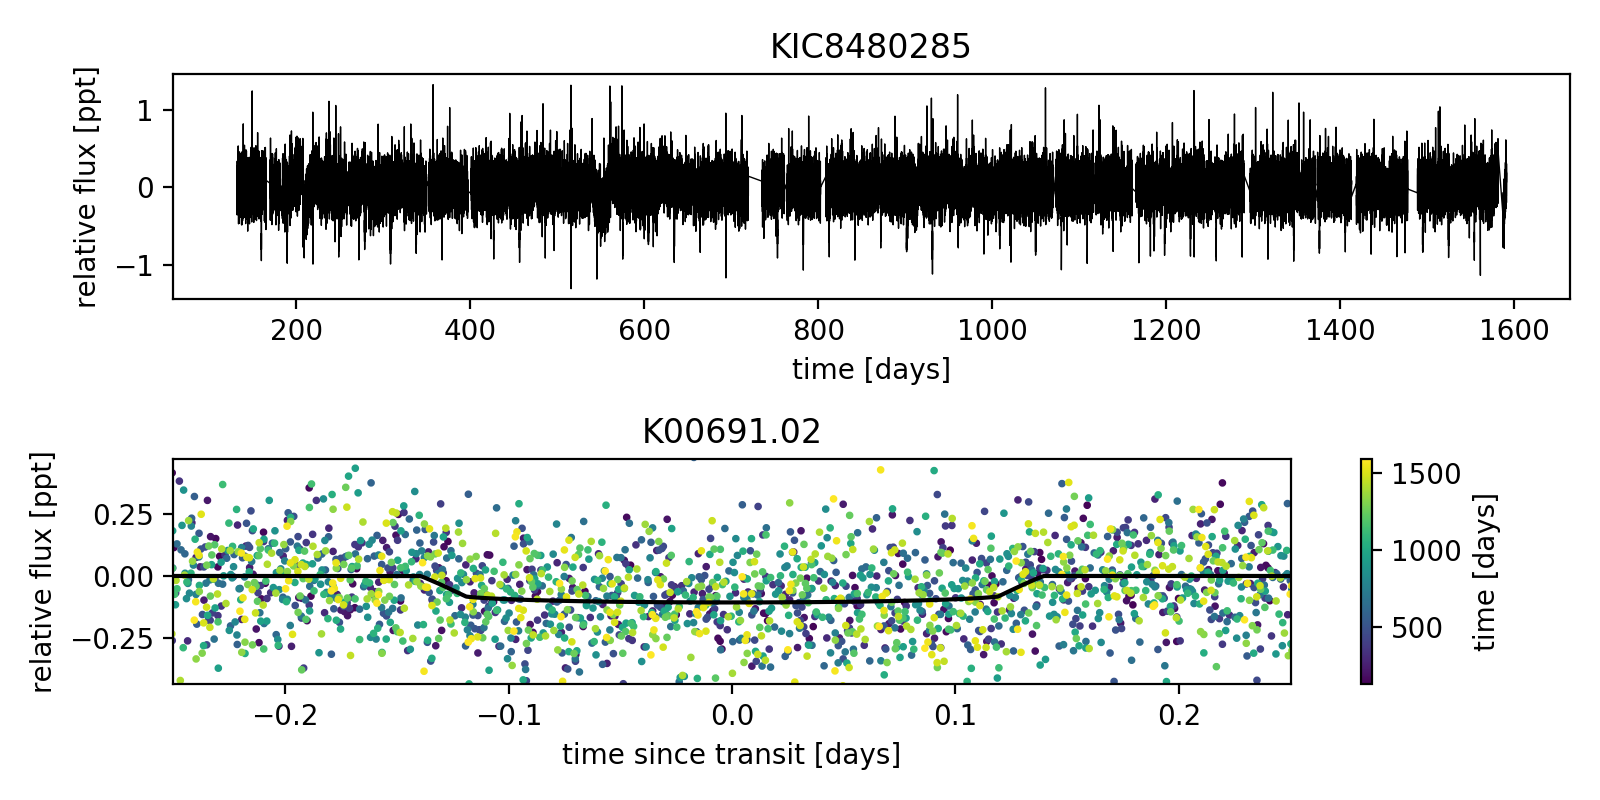 KIC8480285
relative flux [ppt]
1
0
−1
200 400 600 800 1000 1200 1400 1600
time [days]
K00691.02
relative flux [ppt]
0.25
0.00
−0.25
−0.2 −0.1 0.0 0.1 0.2
time since transit [days]
1500
1000
500
time [days]